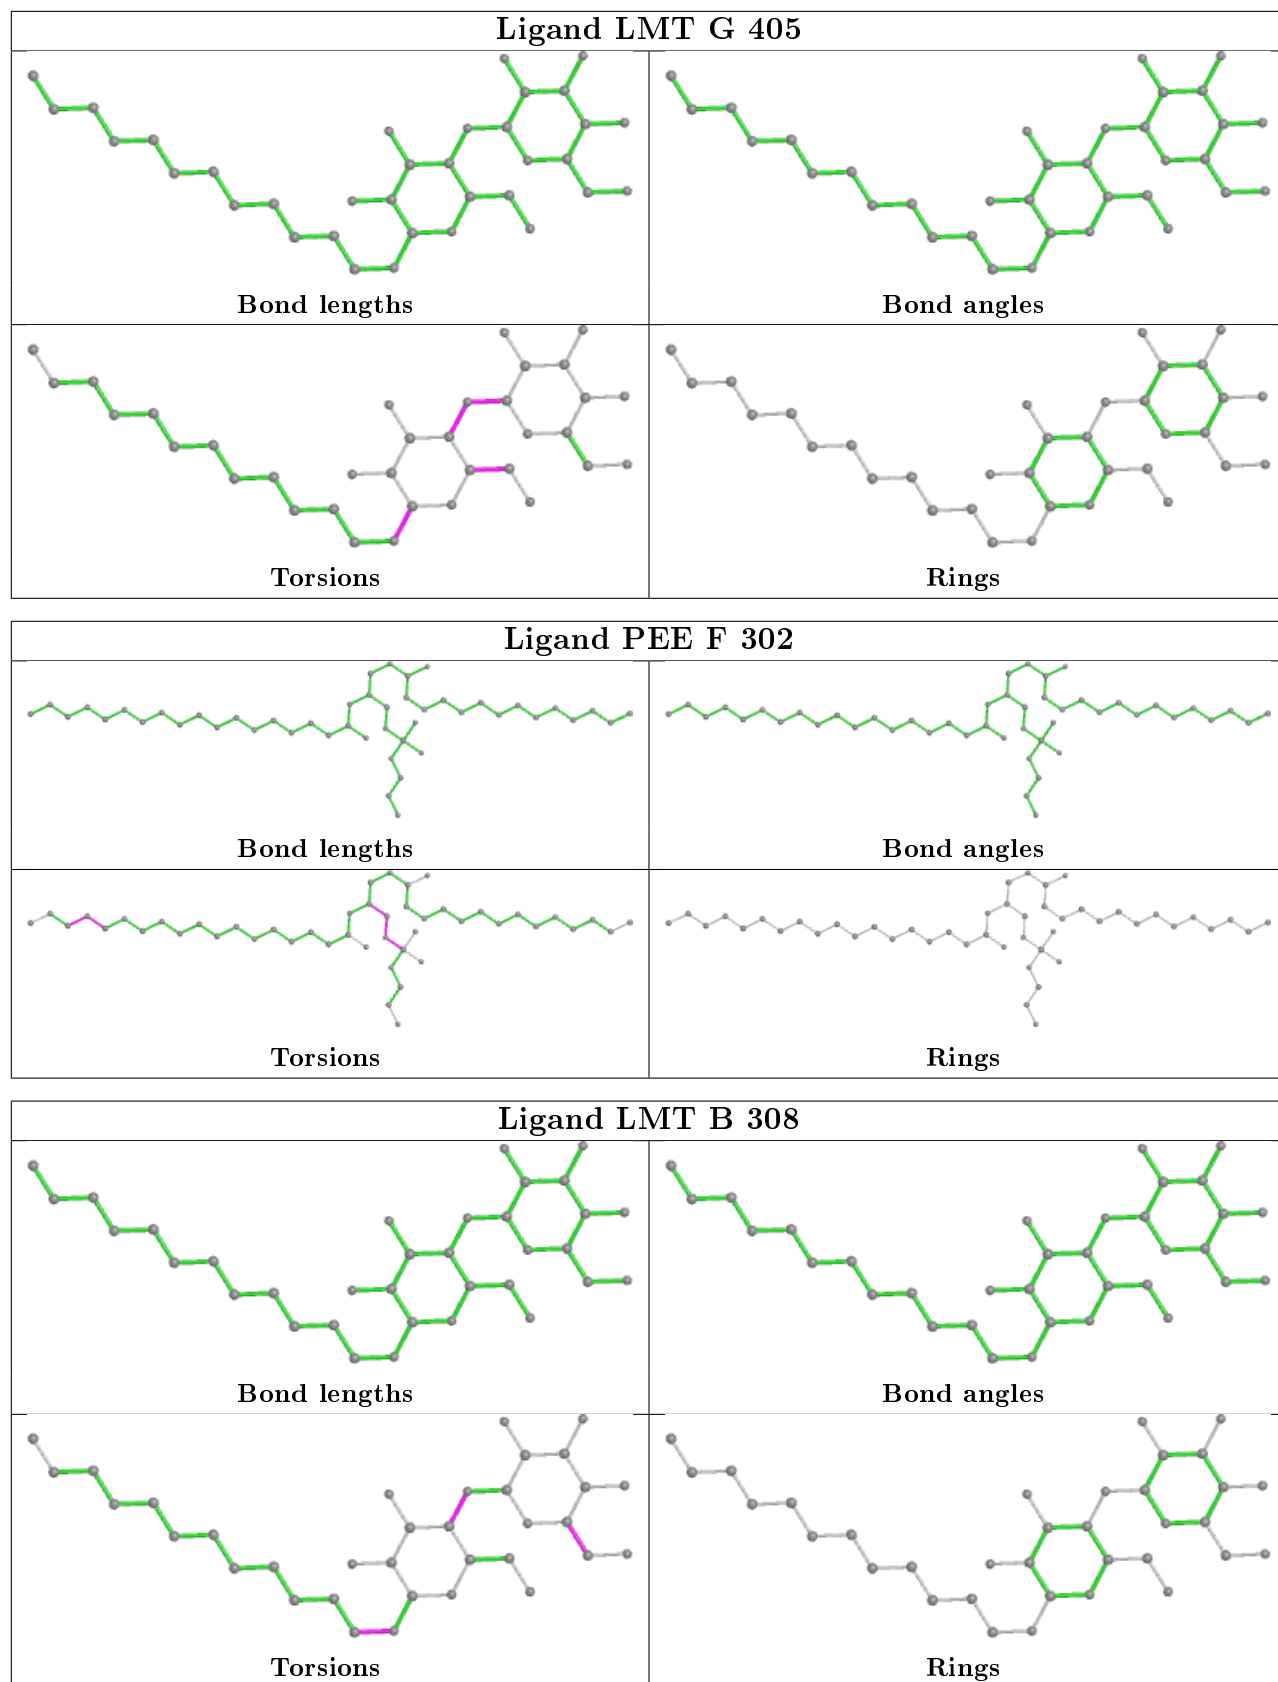 Ligand LMT G 405
Bond lengths
Bond angles
Torsions
Rings
Ligand PEE F 302
Bond lengths
Bond angles
Torsions
Rings
Ligand LMT B 308
Bond lengths
Bond angles
Torsions
Rings